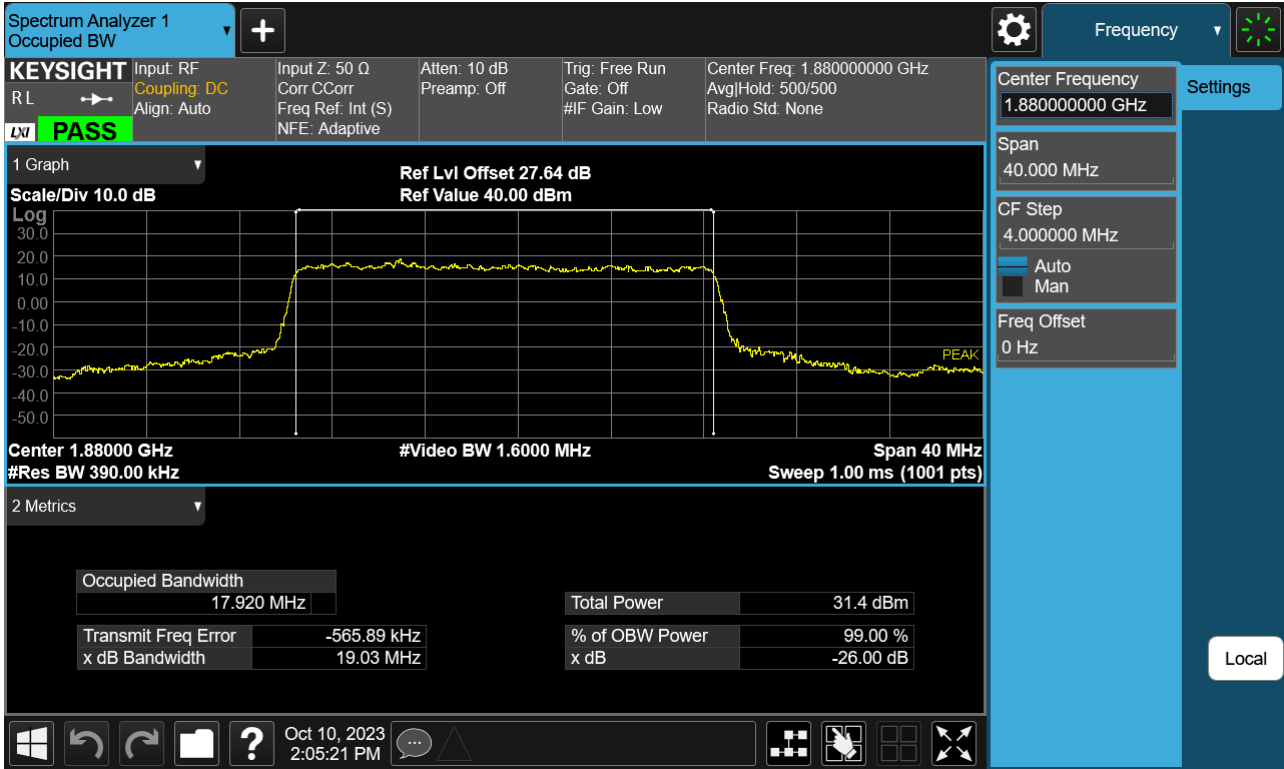 Spectrum Analyzer 1
Occupied BW
Frequency
KEYSIGHT
R L
LXI PASS
Input: RF
Coupling: DC
Align: Auto
Input Z: 50 Ω
Corr CCorr
Freq Ref: Int (S)
NFE: Adaptive
Atten: 10 dB
Preamp: Off
Trig: Free Run
Gate: Off
#IF Gain: Low
Center Freq: 1.880000000 GHz
Avg|Hold: 500/500
Radio Std: None
Center Frequency
1.880000000 GHz
Settings
Span
40.000 MHz
CF Step
4.000000 MHz
Auto
Man
Freq Offset
0 Hz
Local
1 Graph
Scale/Div 10.0 dB
Ref Lvl Offset 27.64 dB
Ref Value 40.00 dBm
Log
30.0
20.0
10.0
0.00
-10.0
-20.0
-30.0
-40.0
-50.0
PEAK
Center 1.88000 GHz
#Video BW 1.6000 MHz
Span 40 MHz
#Res BW 390.00 kHz
Sweep 1.00 ms (1001 pts)
2 Metrics
Occupied Bandwidth
17.920 MHz
Total Power 31.4 dBm
Transmit Freq Error -565.89 kHz
% of OBW Power 99.00 %
x dB Bandwidth 19.03 MHz
x dB -26.00 dB
?
Oct 10, 2023
2:05:21 PM